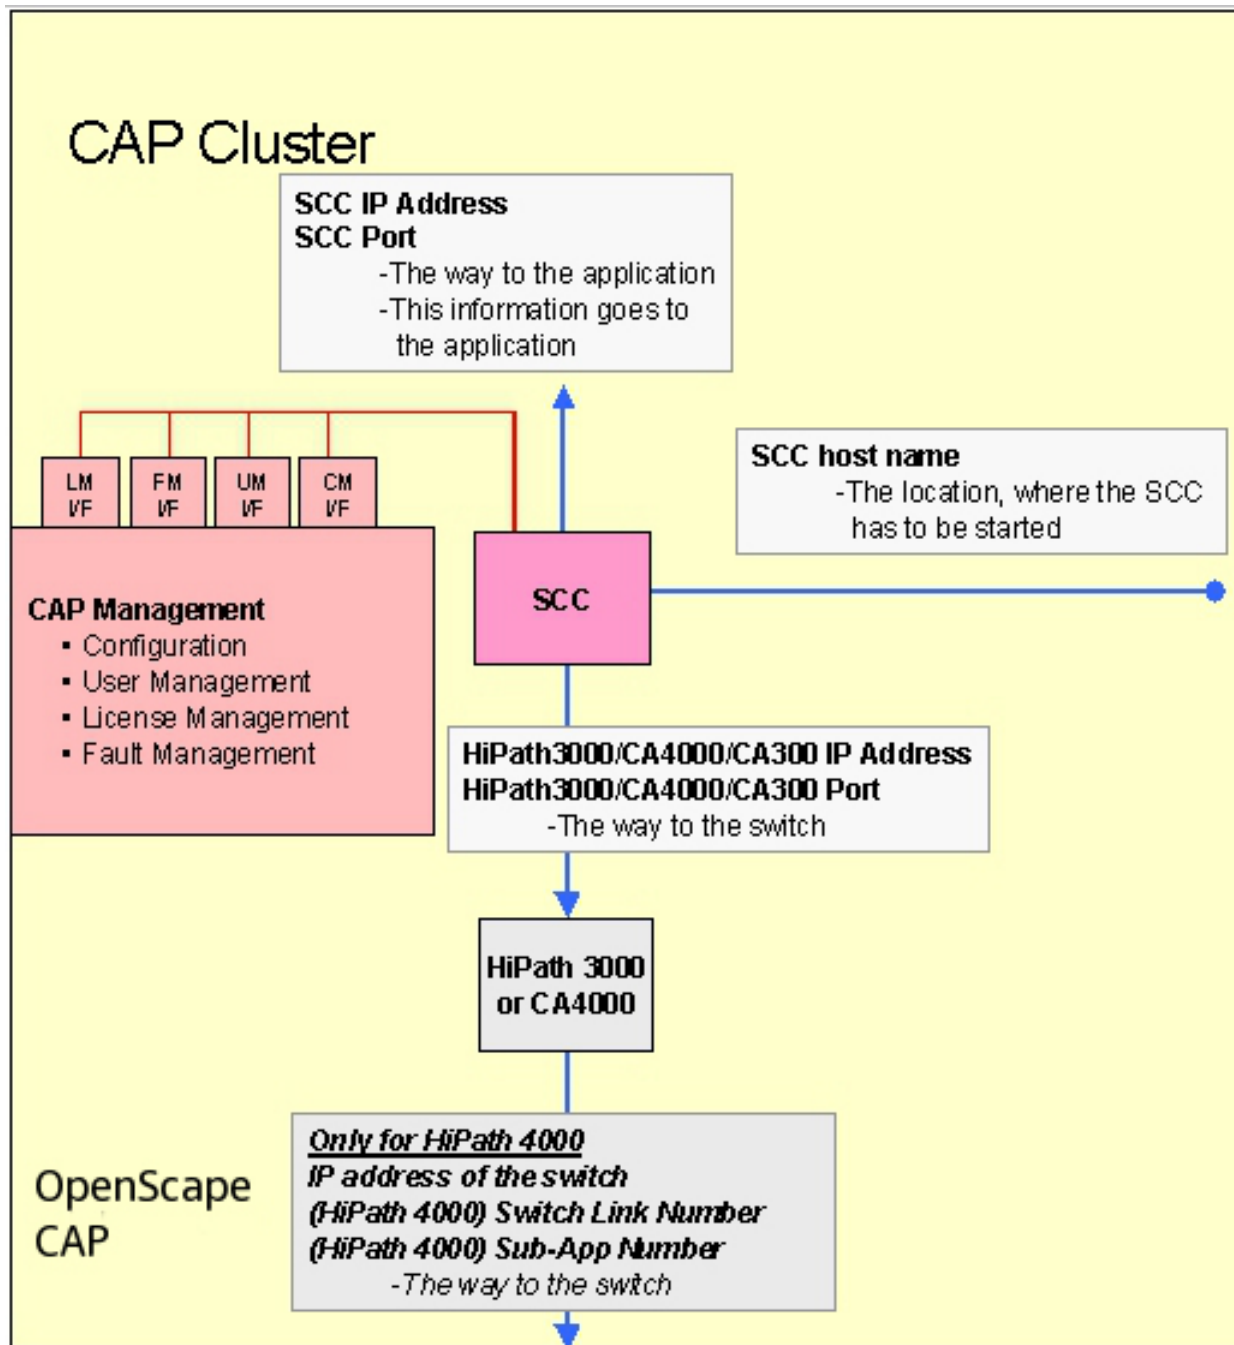 CAP Cluster
SCC IP Address
SCC Port
-The way to the application
-This information goes to
the application
SCC host name
-The location, where the SCC
has to be started
LM
I/F
FM
I/F
UM
I/F
CM
I/F
SCC
CAP Management
▪ Configuration
▪ User Management
▪ License Management
▪ Fault Management
HiPath3000/CA4000/CA300 IP Address
HiPath3000/CA4000/CA300 Port
-The way to the switch
HiPath 3000
or CA4000
Only for HiPath 4000
IP address of the switch
(HiPath 4000) Switch Link Number
(HiPath 4000) Sub-App Number
-The way to the switch
OpenScape
CAP